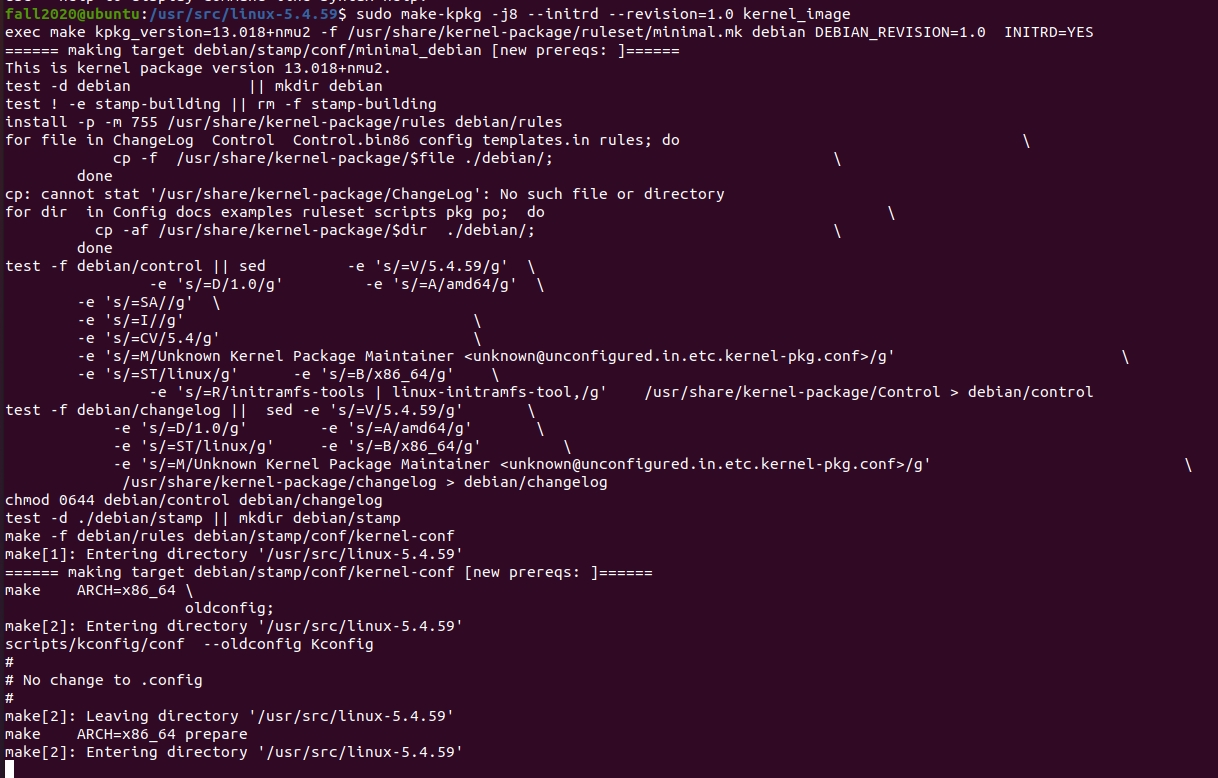 fall2020@ubuntu:/usr/src/linux-5.4.59$ sudo make-kpkg -j8 --initrd --revision=1.0 kernel_image
exec make kpkg_version=13.018+nmu2 -f /usr/share/kernel-package/ruleset/minimal.mk debian DEBIAN_REVISION=1.0  INITRD=YES
====== making target debian/stamp/conf/minimal_debian [new prereqs: ]======
This is kernel package version 13.018+nmu2.
test -d debian             || mkdir debian
test ! -e stamp-building || rm -f stamp-building
install -p -m 755 /usr/share/kernel-package/rules debian/rules
for file in ChangeLog  Control  Control.bin86 config templates.in rules; do                                      \
            cp -f  /usr/share/kernel-package/$file ./debian/;                               \
        done
cp: cannot stat '/usr/share/kernel-package/ChangeLog': No such file or directory
for dir  in Config docs examples ruleset scripts pkg po;  do                                      \
          cp -af /usr/share/kernel-package/$dir  ./debian/;                                 \
        done
test -f debian/control || sed         -e 's/=V/5.4.59/g'  \
                -e 's/=D/1.0/g'         -e 's/=A/amd64/g'  \
        -e 's/=SA//g'  \
        -e 's/=I//g'                                \
        -e 's/=CV/5.4/g'                            \
        -e 's/=M/Unknown Kernel Package Maintainer <unknown@unconfigured.in.etc.kernel-pkg.conf>/g'                         \
        -e 's/=ST/linux/g'      -e 's/=B/x86_64/g'    \
                -e 's/=R/initramfs-tools | linux-initramfs-tool,/g'    /usr/share/kernel-package/Control > debian/control
test -f debian/changelog ||  sed -e 's/=V/5.4.59/g'       \
            -e 's/=D/1.0/g'        -e 's/=A/amd64/g'       \
            -e 's/=ST/linux/g'     -e 's/=B/x86_64/g'         \
            -e 's/=M/Unknown Kernel Package Maintainer <unknown@unconfigured.in.etc.kernel-pkg.conf>/g'                            \
             /usr/share/kernel-package/changelog > debian/changelog
chmod 0644 debian/control debian/changelog
test -d ./debian/stamp || mkdir debian/stamp
make -f debian/rules debian/stamp/conf/kernel-conf
make[1]: Entering directory '/usr/src/linux-5.4.59'
====== making target debian/stamp/conf/kernel-conf [new prereqs: ]======
make    ARCH=x86_64 \
                    oldconfig;
make[2]: Entering directory '/usr/src/linux-5.4.59'
scripts/kconfig/conf  --oldconfig Kconfig
#
# No change to .config
#
make[2]: Leaving directory '/usr/src/linux-5.4.59'
make    ARCH=x86_64 prepare
make[2]: Entering directory '/usr/src/linux-5.4.59'